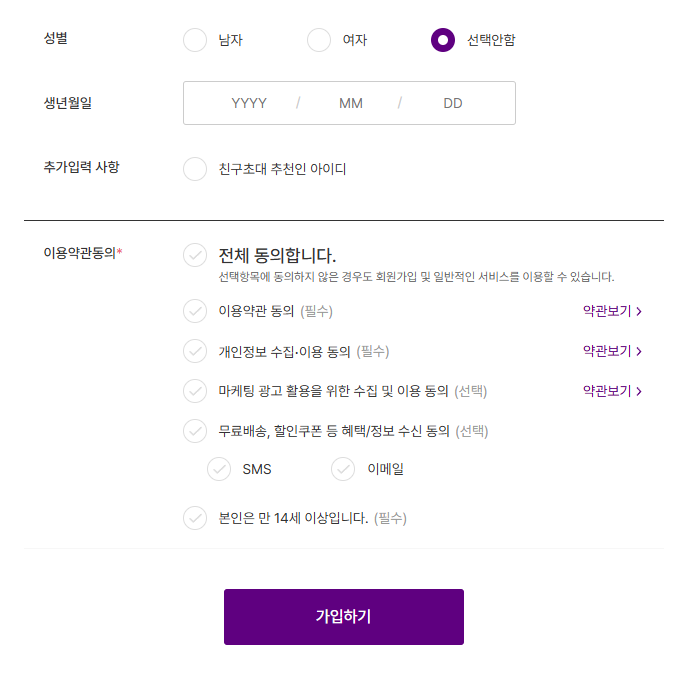 성별 남자 여자 선택안함
생년월일 YYYY / MM / DD
추가입력 사항 친구초대 추천인 아이디
이용약관동의* 전체 동의합니다.
선택항목에 동의하지 않은 경우도 회원가입 및 일반적인 서비스를 이용할 수 있습니다.
이용약관 동의 (필수) 약관보기 >
개인정보 수집·이용 동의 (필수) 약관보기 >
마케팅 광고 활용을 위한 수집 및 이용 동의 (선택) 약관보기 >
무료배송, 할인쿠폰 등 혜택/정보 수신 동의 (선택)
SMS 이메일
본인은 만 14세 이상입니다. (필수)
가입하기